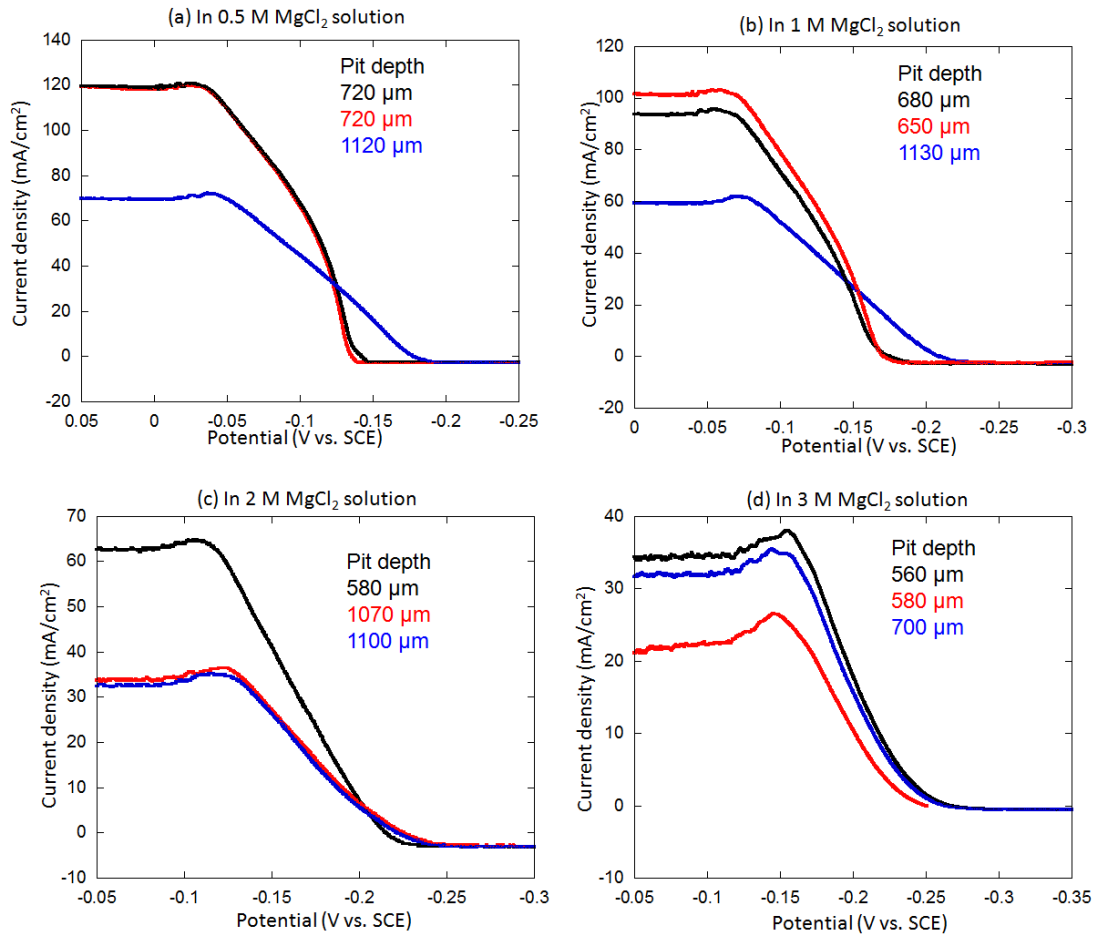 (a) In 0.5 M MgCl₂ solution
140
120
100
80
60
40
20
0
-20
Current density (mA/cm²)
Pit depth
720 µm
720 µm
1120 µm
0.05 0 -0.05 -0.1 -0.15 -0.2 -0.25
Potential (V vs. SCE)
(b) In 1 M MgCl₂ solution
120
100
80
60
40
20
0
-20
Current density (mA/cm²)
Pit depth
680 µm
650 µm
1130 µm
0 -0.05 -0.1 -0.15 -0.2 -0.25 -0.3
Potential (V vs. SCE)
(c) In 2 M MgCl₂ solution
70
60
50
40
30
20
10
0
-10
Current density (mA/cm²)
Pit depth
580 µm
1070 µm
1100 µm
-0.05 -0.1 -0.15 -0.2 -0.25 -0.3
Potential (V vs. SCE)
(d) In 3 M MgCl₂ solution
40
30
20
10
0
-10
Current density (mA/cm²)
Pit depth
560 µm
580 µm
700 µm
-0.05 -0.1 -0.15 -0.2 -0.25 -0.3 -0.35
Potential (V vs. SCE)